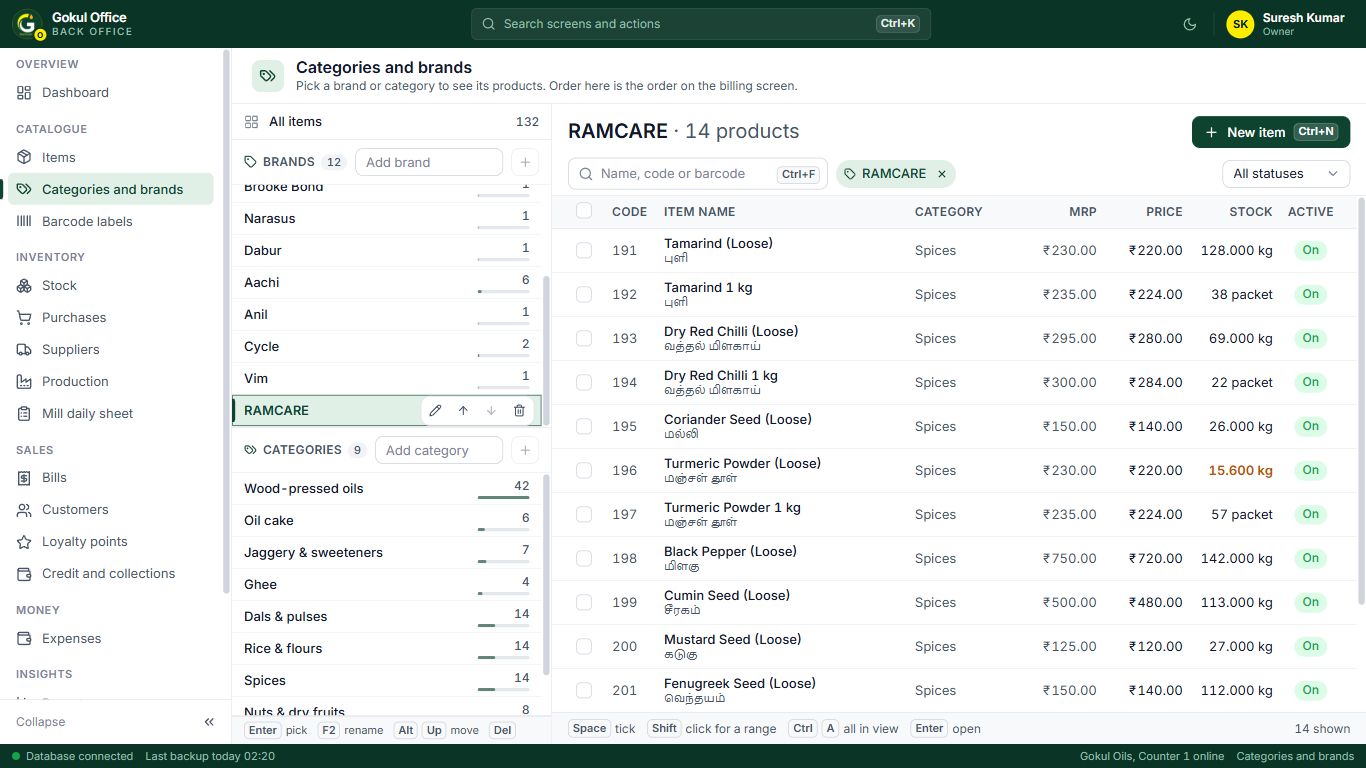 Gokul Office
BACK OFFICE
Search screens and actions Ctrl+K
SK
Suresh Kumar
Owner
OVERVIEW
Dashboard
CATALOGUE
Items
Categories and brands
Barcode labels
INVENTORY
Stock
Purchases
Suppliers
Production
Mill daily sheet
SALES
Bills
Customers
Loyalty points
Credit and collections
MONEY
Expenses
INSIGHTS
Collapse
Categories and brands
Pick a brand or category to see its products. Order here is the order on the billing screen.
All items 132
BRANDS 12 Add brand
Brooke Bond 1
Narasus 1
Dabur 1
Aachi 6
Anil 1
Cycle 2
Vim 1
RAMCARE
CATEGORIES 9 Add category
Wood-pressed oils 42
Oil cake 6
Jaggery & sweeteners 7
Ghee 4
Dals & pulses 14
Rice & flours 14
Spices 14
Nuts & dry fruits 8
Enter pick F2 rename Alt Up move Del
RAMCARE · 14 products
New item Ctrl+N
Name, code or barcode Ctrl+F
RAMCARE ×
All statuses
CODE ITEM NAME CATEGORY MRP PRICE STOCK ACTIVE
191 Tamarind (Loose) Spices ₹230.00 ₹220.00 128.000 kg On
புளி
192 Tamarind 1 kg Spices ₹235.00 ₹224.00 38 packet On
புளி
193 Dry Red Chilli (Loose) Spices ₹295.00 ₹280.00 69.000 kg On
வத்தல் மிளகாய்
194 Dry Red Chilli 1 kg Spices ₹300.00 ₹284.00 22 packet On
வத்தல் மிளகாய்
195 Coriander Seed (Loose) Spices ₹150.00 ₹140.00 26.000 kg On
மல்லி
196 Turmeric Powder (Loose) Spices ₹230.00 ₹220.00 15.600 kg On
மஞ்சள் தூள்
197 Turmeric Powder 1 kg Spices ₹235.00 ₹224.00 57 packet On
மஞ்சள் தூள்
198 Black Pepper (Loose) Spices ₹750.00 ₹720.00 142.000 kg On
மிளகு
199 Cumin Seed (Loose) Spices ₹500.00 ₹480.00 113.000 kg On
சீரகம்
200 Mustard Seed (Loose) Spices ₹125.00 ₹120.00 27.000 kg On
கடுகு
201 Fenugreek Seed (Loose) Spices ₹150.00 ₹140.00 112.000 kg On
வெந்தயம்
Space tick Shift click for a range Ctrl A all in view Enter open 14 shown
Database connected Last backup today 02:20 Gokul Oils, Counter 1 online Categories and brands